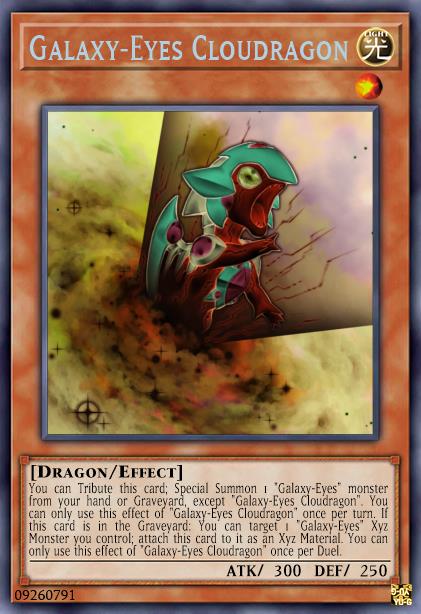 GALAXY-EYES CLOUDRAGON
LIGHT
光
[DRAGON/EFFECT]
You can Tribute this card; Special Summon 1 "Galaxy-Eyes" monster
from your hand or Graveyard, except "Galaxy-Eyes Cloudragon". You
can only use this effect of "Galaxy-Eyes Cloudragon" once per turn. If
this card is in the Graveyard: You can target 1 "Galaxy-Eyes" Xyz
Monster you control; attach this card to it as an Xyz Material. You can
only use this effect of "Galaxy-Eyes Cloudragon" once per Duel.
ATK/ 300 DEF/ 250
09260791